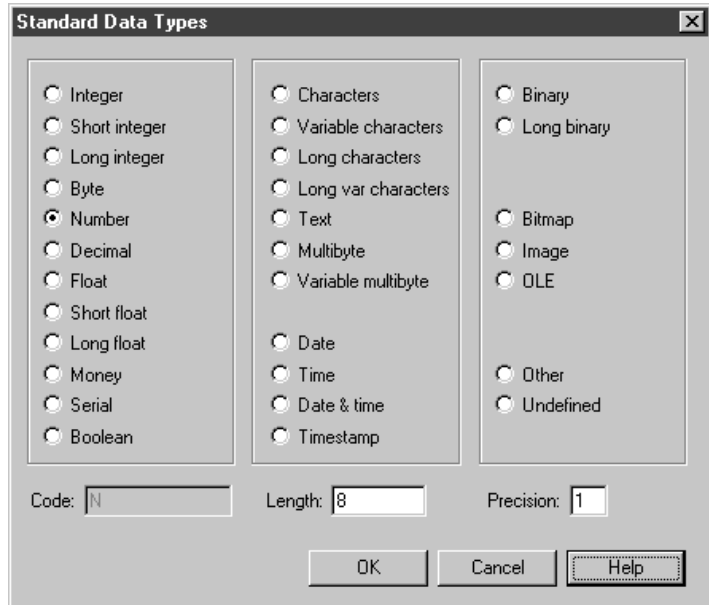 Standard Data Types
Integer
Short integer
Long integer
Byte
Number
Decimal
Float
Short float
Long float
Money
Serial
Boolean
Characters
Variable characters
Long characters
Long var characters
Text
Multibyte
Variable multibyte
Date
Time
Date & time
Timestamp
Binary
Long binary
Bitmap
Image
OLE
Other
Undefined
Code: N
Length: 8
Precision: 1
OK
Cancel
Help